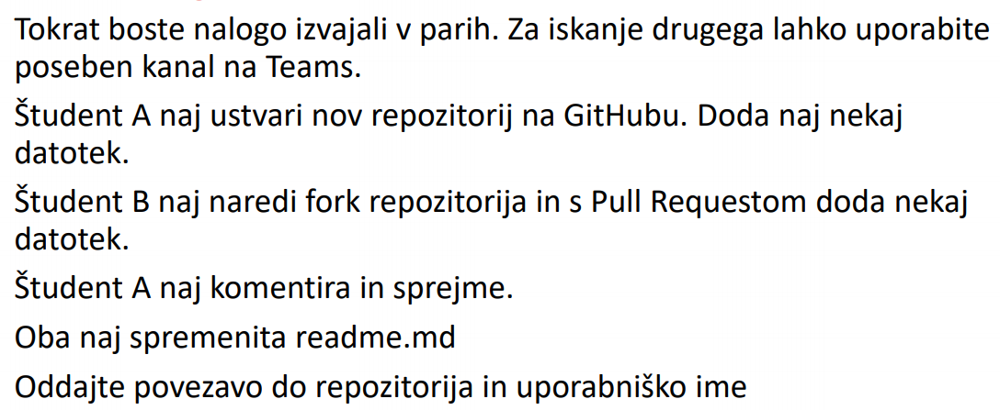 Tokrat boste nalogo izvajali v parih. Za iskanje drugega lahko uporabite
poseben kanal na Teams.
Študent A naj ustvari nov repozitorij na GitHubu. Doda naj nekaj
datotek.
Študent B naj naredi fork repozitorija in s Pull Requestom doda nekaj
datotek.
Študent A naj komentira in sprejme.
Oba naj spremenita readme.md
Oddajte povezavo do repozitorija in uporabniško ime